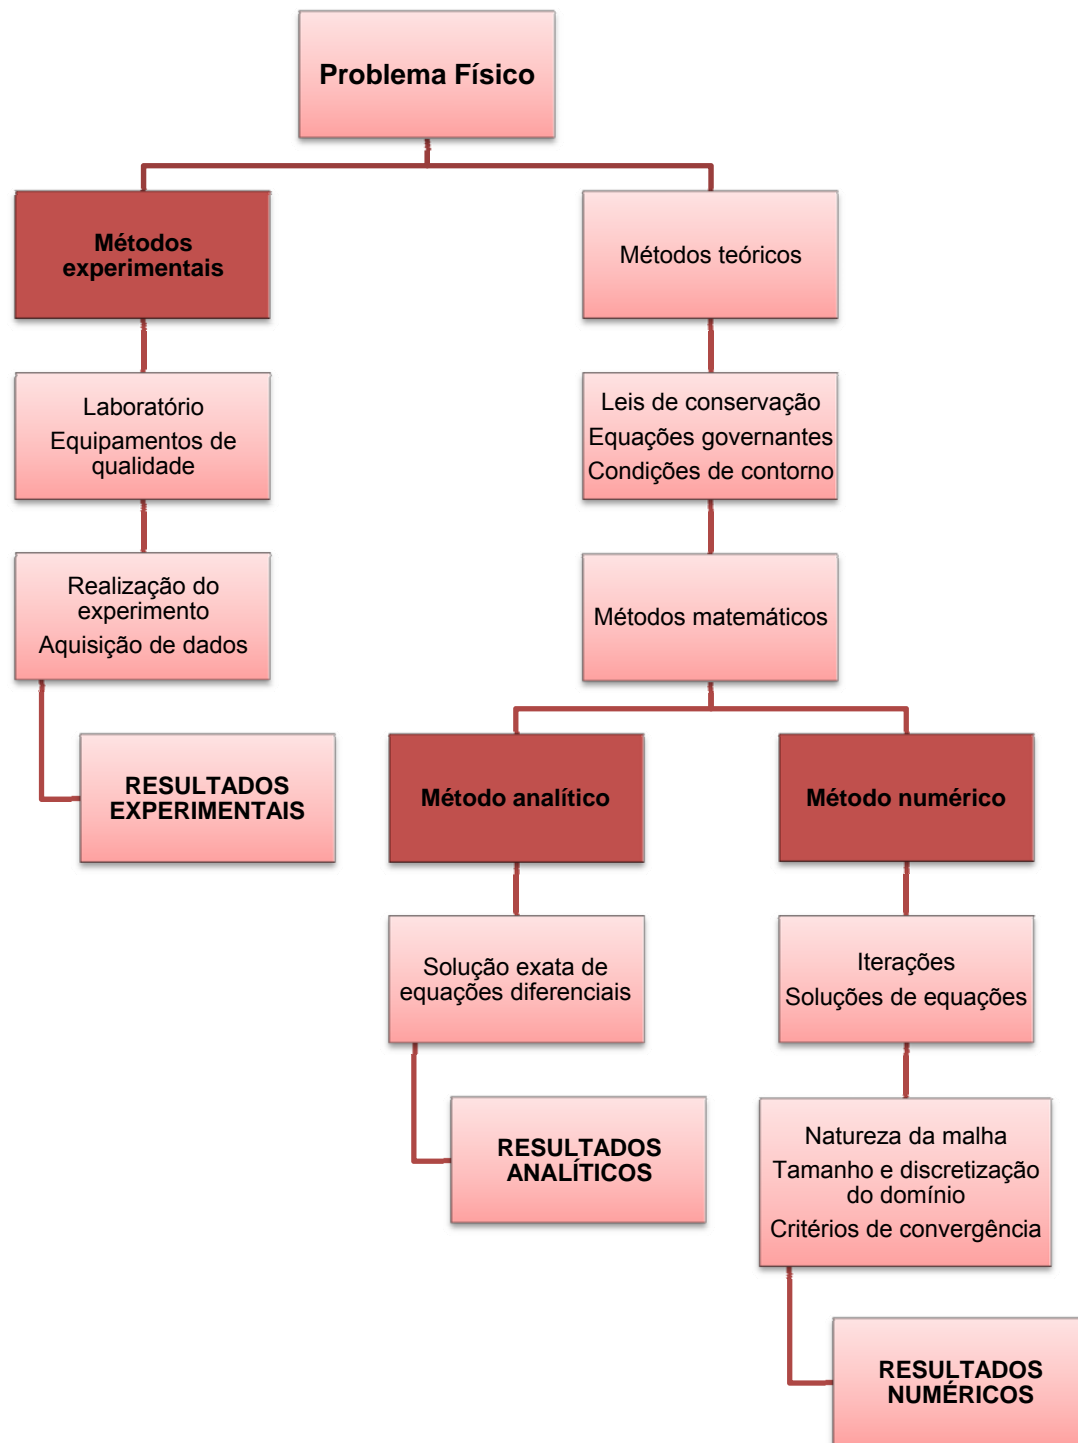 Problema Físico
Métodos
experimentais
Métodos teóricos
Laboratório
Equipamentos de
qualidade
Leis de conservação
Equações governantes
Condições de contorno
Realização do
experimento
Aquisição de dados
Métodos matemáticos
RESULTADOS
EXPERIMENTAIS
Método analítico
Método numérico
Solução exata de
equações diferenciais
Iterações
Soluções de equações
RESULTADOS
ANALÍTICOS
Natureza da malha
Tamanho e discretização
do domínio
Critérios de convergência
RESULTADOS
NUMÉRICOS